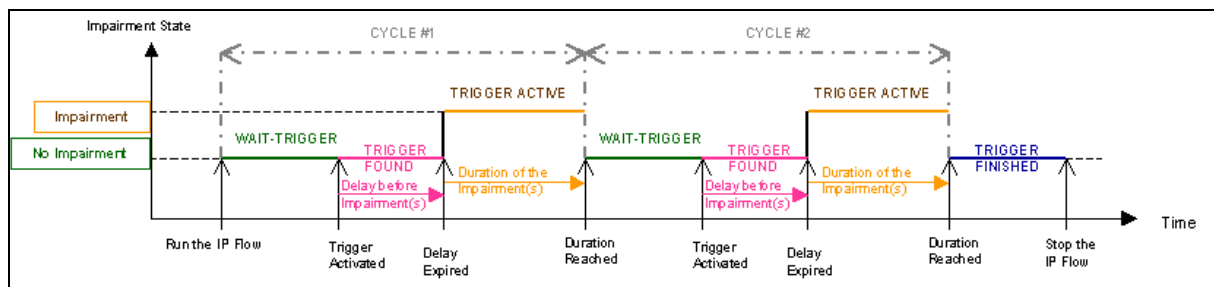 Impairment State
CYCLE #1
CYCLE #2
TRIGGER ACTIVE
TRIGGER ACTIVE
Impairment
WAIT-TRIGGER
TRIGGER
FOUND
WAIT-TRIGGER
TRIGGER
FOUND
TRIGGER
FINISHED
No Impairment
Delay before
Impairment(s)
Duration of the
Impairment(s)
Delay before
Impairment(s)
Duration of the
Impairment(s)
Time
Run the IP Flow
Trigger
Activated
Delay
Expired
Duration
Reached
Trigger
Activated
Delay
Expired
Duration
Reached
Stop the
IP Flow